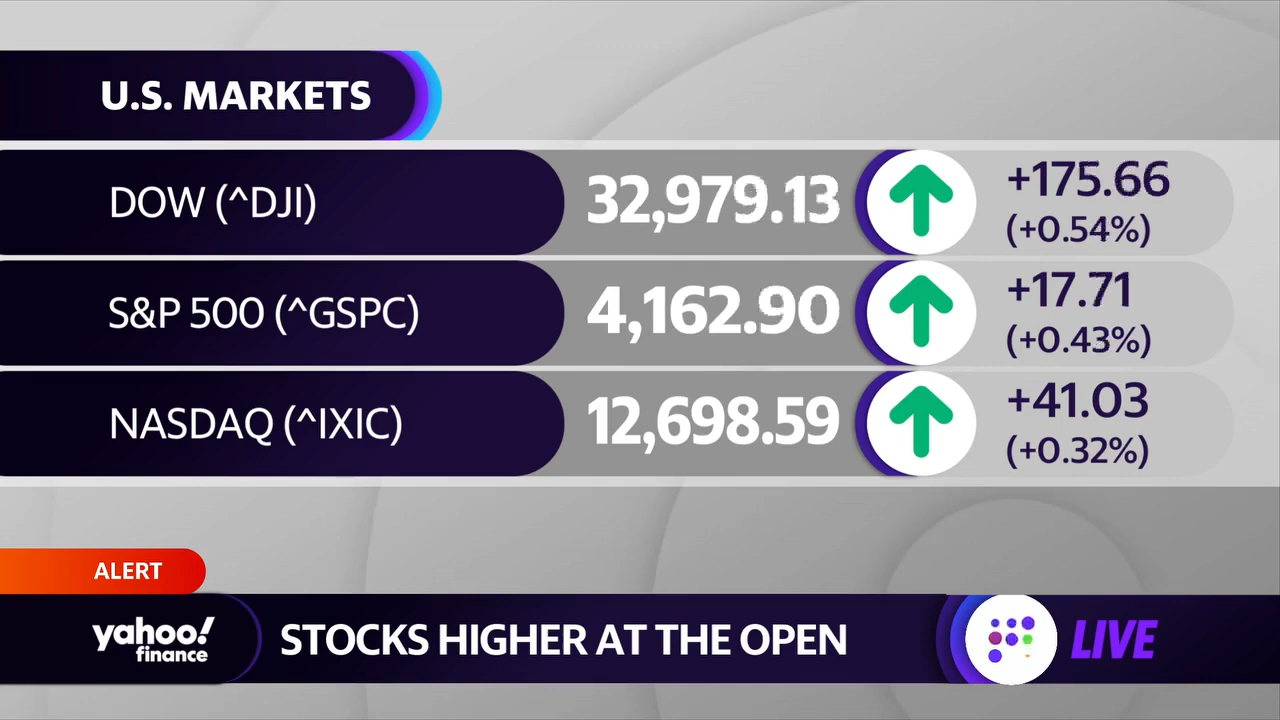 U.S. MARKETS
DOW (^DJI) 32,979.13 +175.66
(+0.54%)
S&P 500 (^GSPC) 4,162.90 +17.71
(+0.43%)
NASDAQ (^IXIC) 12,698.59 +41.03
(+0.32%)
ALERT
yahoo!
finance
STOCKS HIGHER AT THE OPEN
LIVE